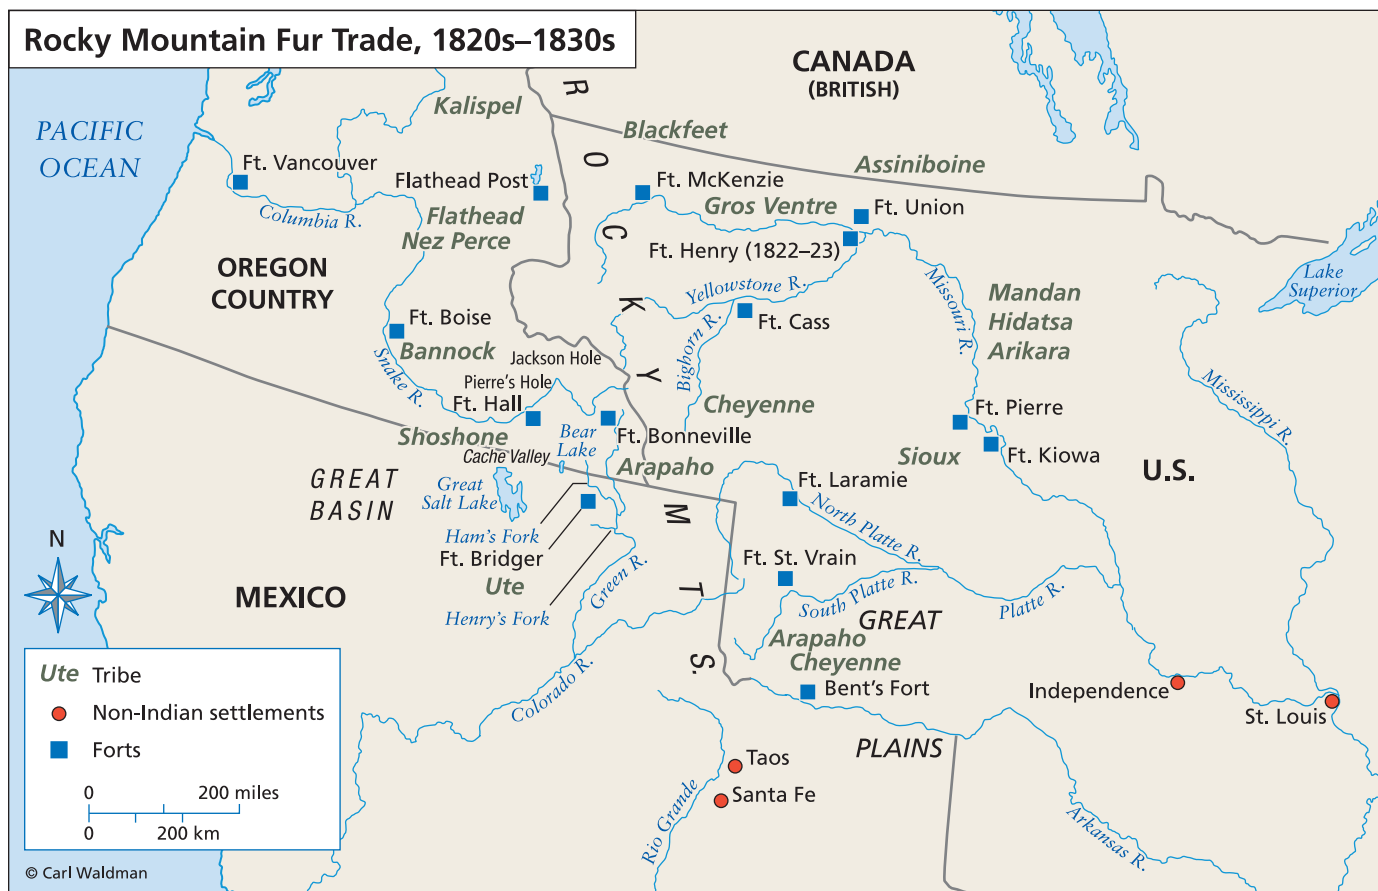 Rocky Mountain Fur Trade, 1820s–1830s
CANADA
(BRITISH)
PACIFIC
OCEAN
Kalispel
Blackfeet
Assiniboine
R
O
C
K
Y
M
T
S.
Ft. Vancouver
Flathead Post
Ft. McKenzie
Columbia R.
Flathead
Nez Perce
Gros Ventre
Ft. Union
Ft. Henry (1822–23)
OREGON
COUNTRY
Yellowstone R.
Missouri R.
Lake
Superior
Mandan
Hidatsa
Arikara
Ft. Boise
Bannock
Ft. Cass
Bighorn R.
Snake R.
Jackson Hole
Pierre's Hole
Ft. Hall
Mississippi R.
Cheyenne
Ft. Pierre
Shoshone
Bear
Lake
Ft. Bonneville
Cache Valley
Arapaho
Sioux
Ft. Kiowa
U.S.
GREAT
BASIN
Great
Salt Lake
Ft. Laramie
North Platte R.
Ham's Fork
Ft. Bridger
Ute
Henry's Fork
Green R.
N
MEXICO
Ft. St. Vrain
South Platte R.
Platte R.
GREAT
Arapaho
Cheyenne
Bent's Fort
Colorado R.
Independence
St. Louis
PLAINS
Taos
Santa Fe
Rio Grande
Arkansas R.
Ute Tribe
Non-Indian settlements
Forts
0 200 miles
0 200 km
© Carl Waldman